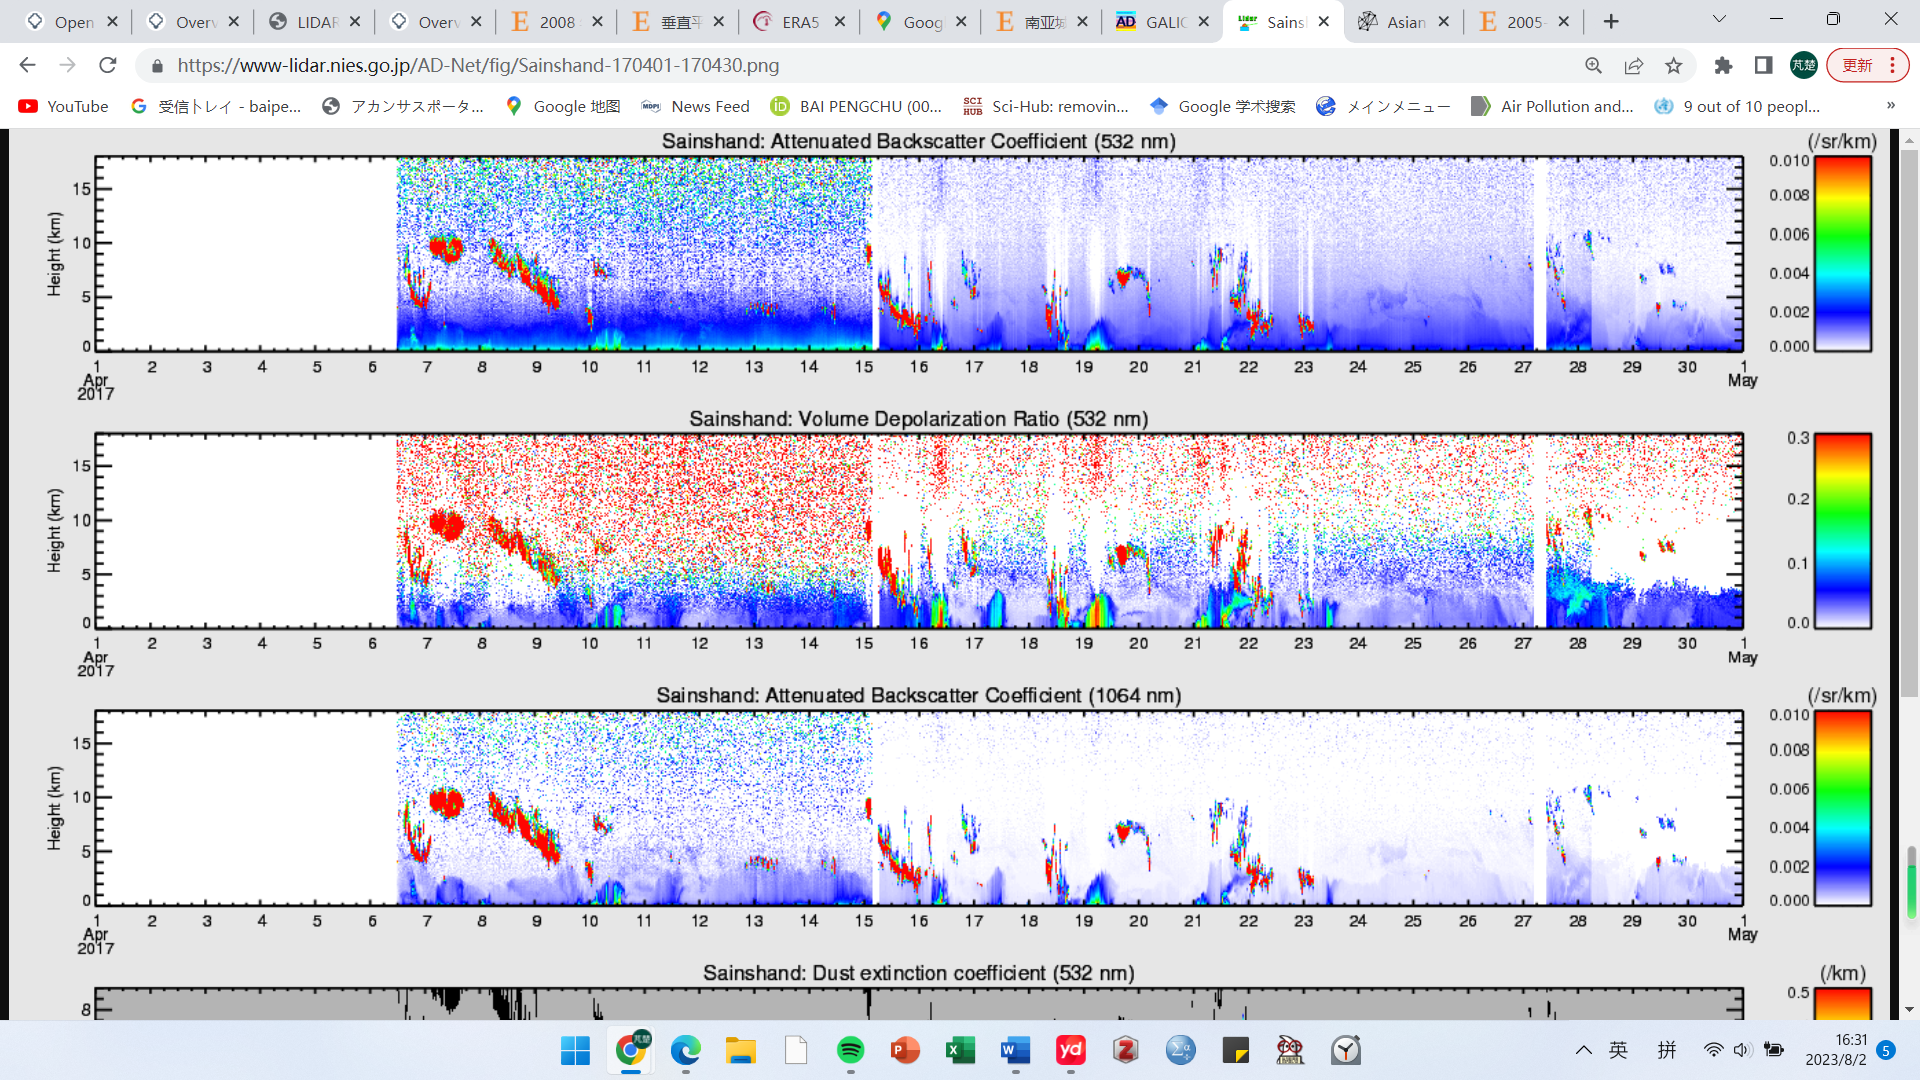 Open
Over
LIDAR
Over
2008
垂直平
ERA5
Goog
南亚城
GALIO
Sainsl
Asian
2005-
https://www-lidar.nies.go.jp/AD-Net/fig/Sainshand-170401-170430.png
芃楚
更新
YouTube
受信トレイ - baipe...
アカンサスポータ...
Google 地图
News Feed
BAI PENGCHU (00...
Sci-Hub: removin...
Google 学术搜索
メインメニュー
Air Pollution and...
9 out of 10 peopl...
»
Sainshand: Attenuated Backscatter Coefficient (532 nm)
(/sr/km)
Height (km)
15
10
5
0
0.010
0.008
0.006
0.004
0.002
0.000
1 2 3 4 5 6 7 8 9 10 11 12 13 14 15 16 17 18 19 20 21 22 23 24 25 26 27 28 29 30 1
Apr
2017
May
Sainshand: Volume Depolarization Ratio (532 nm)
Height (km)
15
10
5
0
0.3
0.2
0.1
0.0
1 2 3 4 5 6 7 8 9 10 11 12 13 14 15 16 17 18 19 20 21 22 23 24 25 26 27 28 29 30 1
Apr
2017
May
Sainshand: Attenuated Backscatter Coefficient (1064 nm)
(/sr/km)
Height (km)
15
10
5
0
0.010
0.008
0.006
0.004
0.002
0.000
1 2 3 4 5 6 7 8 9 10 11 12 13 14 15 16 17 18 19 20 21 22 23 24 25 26 27 28 29 30 1
Apr
2017
May
Sainshand: Dust extinction coefficient (532 nm)
(/km)
8
0.5
英
拼
16:31
2023/8/2
5